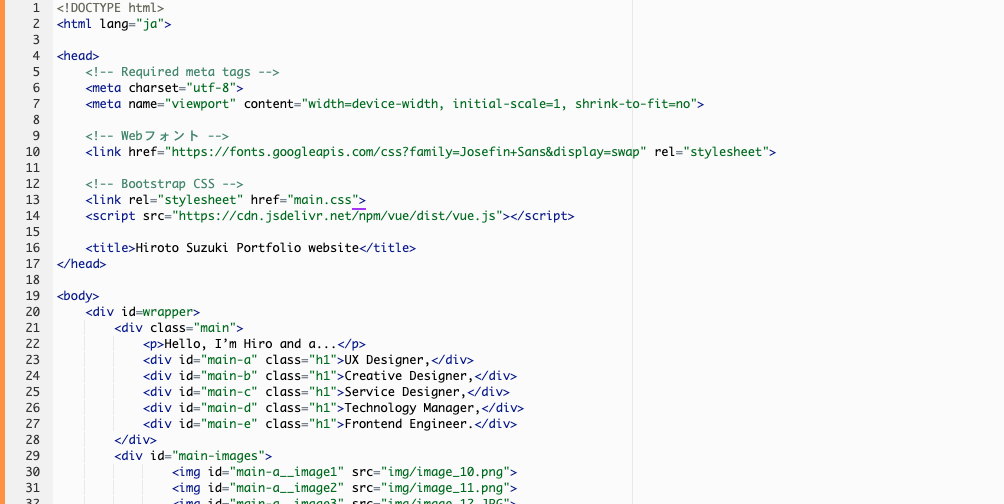 1 <!DOCTYPE html>
2 <html lang="ja">
3
4 <head>
5 <!-- Required meta tags -->
6 <meta charset="utf-8">
7 <meta name="viewport" content="width=device-width, initial-scale=1, shrink-to-fit=no">
8
9 <!-- Webフォント -->
10 <link href="https://fonts.googleapis.com/css?family=Josefin+Sans&display=swap" rel="stylesheet">
11
12 <!-- Bootstrap CSS -->
13 <link rel="stylesheet" href="main.css">
14 <script src="https://cdn.jsdelivr.net/npm/vue/dist/vue.js"></script>
15
16 <title>Hiroto Suzuki Portfolio website</title>
17 </head>
18
19 <body>
20 <div id=wrapper>
21 <div class="main">
22 <p>Hello, I’m Hiro and a...</p>
23 <div id="main-a" class="h1">UX Designer,</div>
24 <div id="main-b" class="h1">Creative Designer,</div>
25 <div id="main-c" class="h1">Service Designer,</div>
26 <div id="main-d" class="h1">Technology Manager,</div>
27 <div id="main-e" class="h1">Frontend Engineer.</div>
28 </div>
29 <div id="main-images">
30 <img id="main-a__image1" src="img/image_10.png">
31 <img id="main-a__image2" src="img/image_11.png">
32 <img id="main-a__image3" src="img/image_12.JPG">